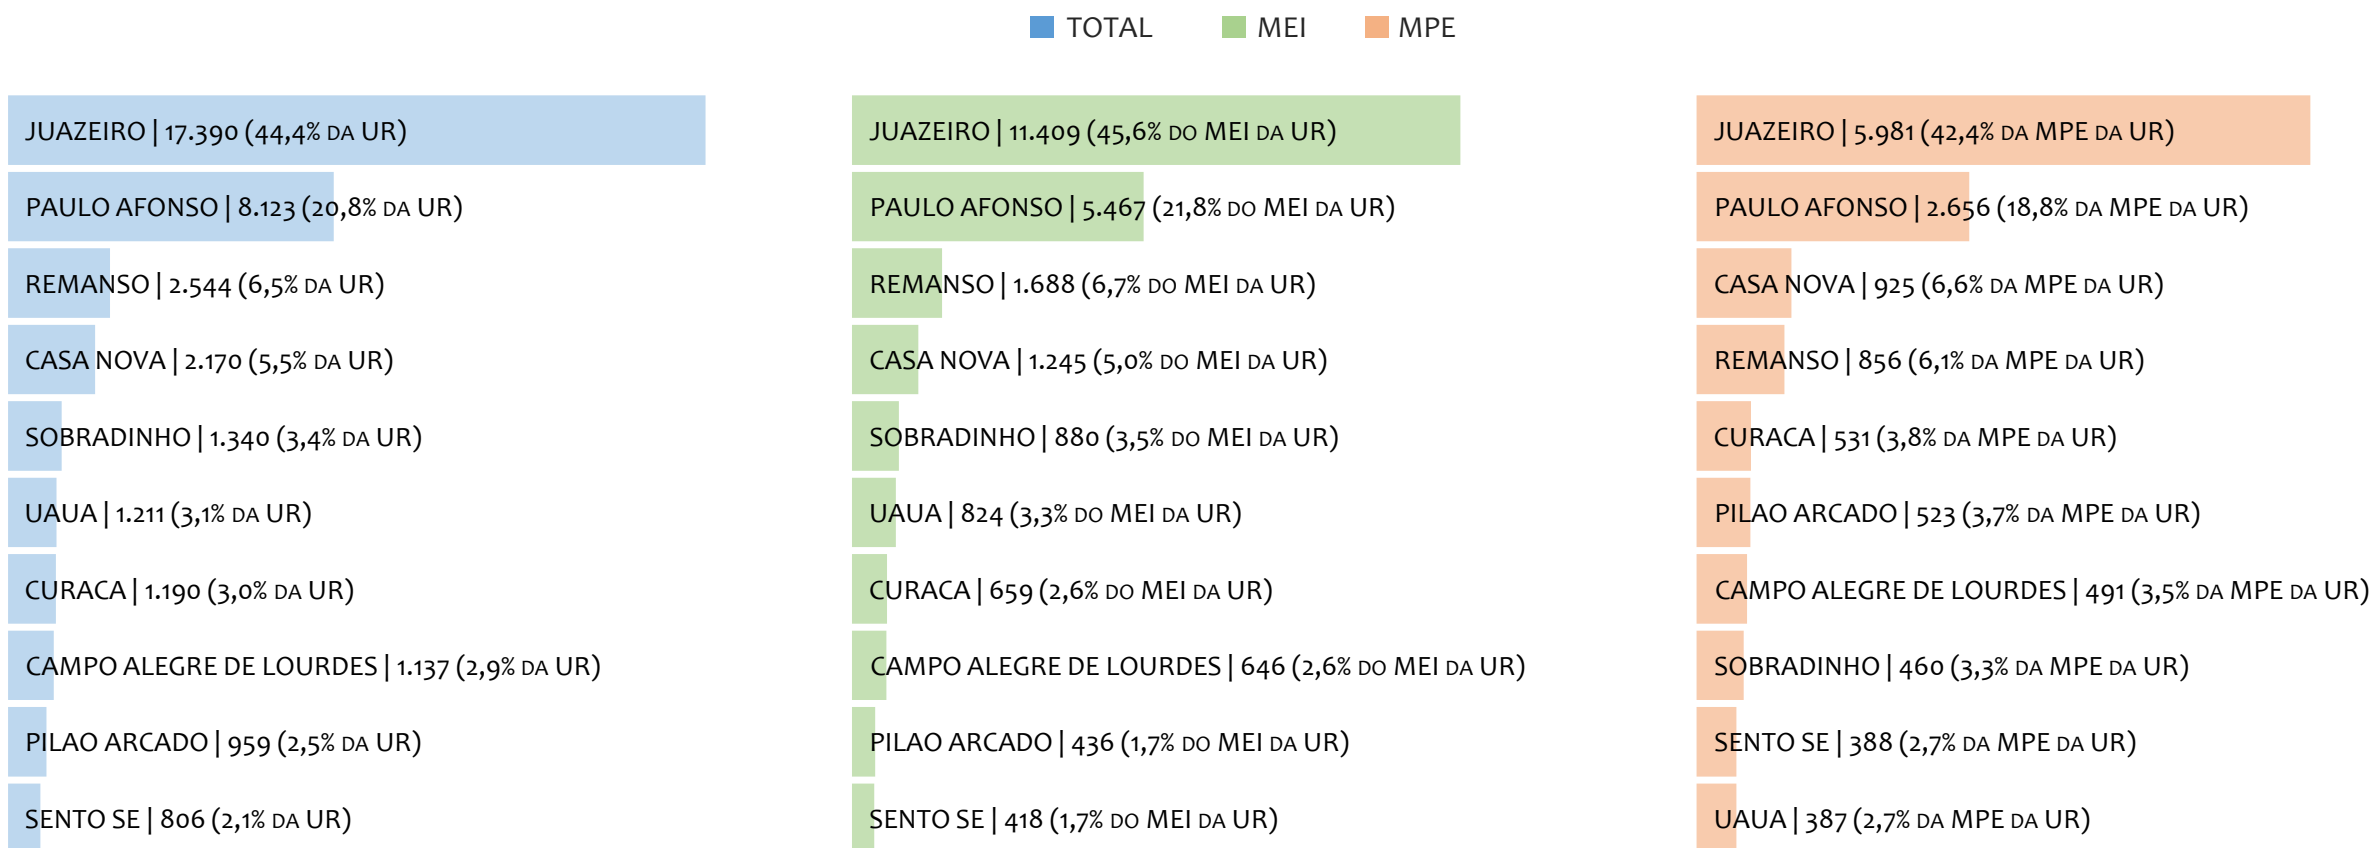 TOTAL MEI MPE
JUAZEIRO | 17.390 (44,4% DA UR)
PAULO AFONSO | 8.123 (20,8% DA UR)
REMANSO | 2.544 (6,5% DA UR)
CASA NOVA | 2.170 (5,5% DA UR)
SOBRADINHO | 1.340 (3,4% DA UR)
UAUA | 1.211 (3,1% DA UR)
CURACA | 1.190 (3,0% DA UR)
CAMPO ALEGRE DE LOURDES | 1.137 (2,9% DA UR)
PILAO ARCADO | 959 (2,5% DA UR)
SENTO SE | 806 (2,1% DA UR)
JUAZEIRO | 11.409 (45,6% DO MEI DA UR)
PAULO AFONSO | 5.467 (21,8% DO MEI DA UR)
REMANSO | 1.688 (6,7% DO MEI DA UR)
CASA NOVA | 1.245 (5,0% DO MEI DA UR)
SOBRADINHO | 880 (3,5% DO MEI DA UR)
UAUA | 824 (3,3% DO MEI DA UR)
CURACA | 659 (2,6% DO MEI DA UR)
CAMPO ALEGRE DE LOURDES | 646 (2,6% DO MEI DA UR)
PILAO ARCADO | 436 (1,7% DO MEI DA UR)
SENTO SE | 418 (1,7% DO MEI DA UR)
JUAZEIRO | 5.981 (42,4% DA MPE DA UR)
PAULO AFONSO | 2.656 (18,8% DA MPE DA UR)
CASA NOVA | 925 (6,6% DA MPE DA UR)
REMANSO | 856 (6,1% DA MPE DA UR)
CURACA | 531 (3,8% DA MPE DA UR)
PILAO ARCADO | 523 (3,7% DA MPE DA UR)
CAMPO ALEGRE DE LOURDES | 491 (3,5% DA MPE DA UR)
SOBRADINHO | 460 (3,3% DA MPE DA UR)
SENTO SE | 388 (2,7% DA MPE DA UR)
UAUA | 387 (2,7% DA MPE DA UR)